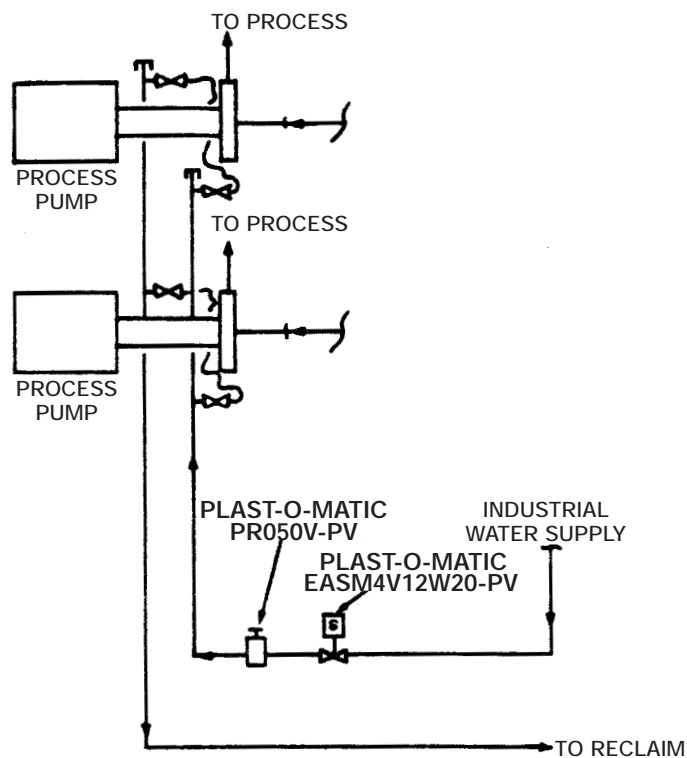 TO PROCESS
PROCESS
PUMP
TO PROCESS
PROCESS
PUMP
PLAST-O-MATIC
PR050V-PV
INDUSTRIAL
WATER SUPPLY
PLAST-O-MATIC
EASM4V12W20-PV
S
TO RECLAIM